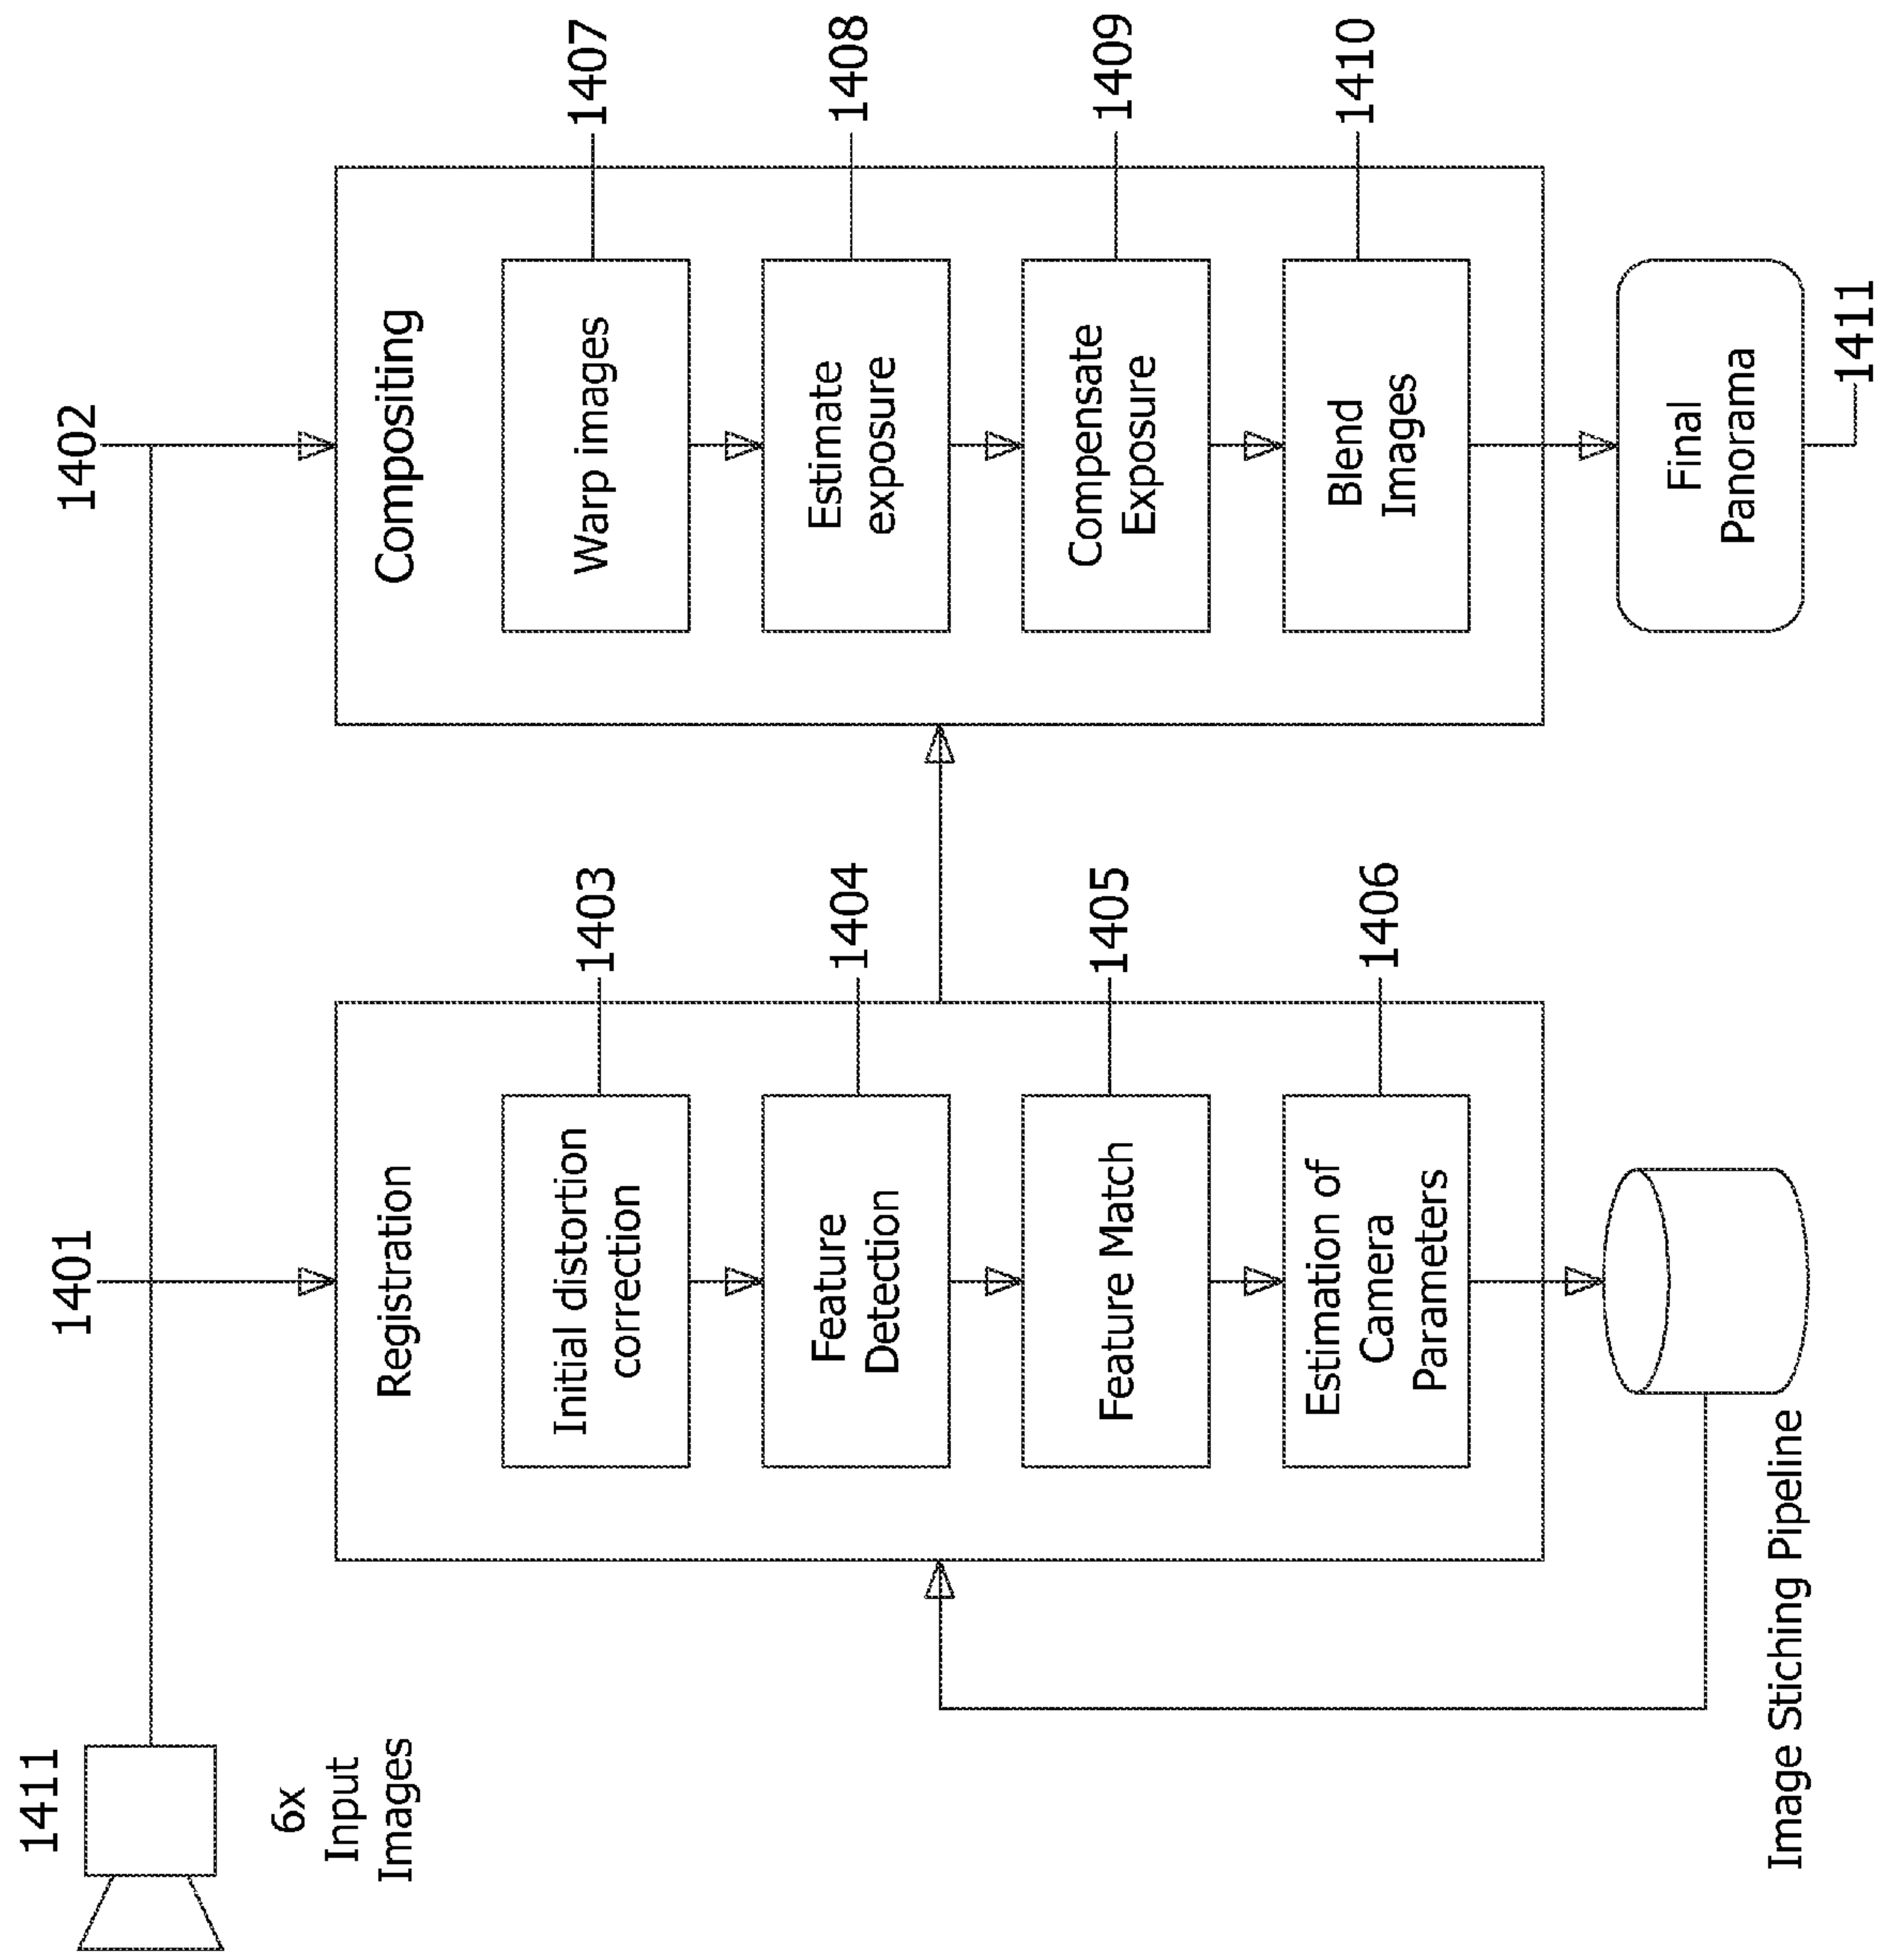 1411
6x
Input
Images
1401
1402
Registration
Initial distortion
correction
1403
Feature
Detection
1404
Feature Match
1405
Estimation of
Camera
Parameters
1406
Image Stiching Pipeline
Compositing
Warp images
1407
Estimate
exposure
1408
Compensate
Exposure
1409
Blend
Images
1410
Final
Panorama
1411